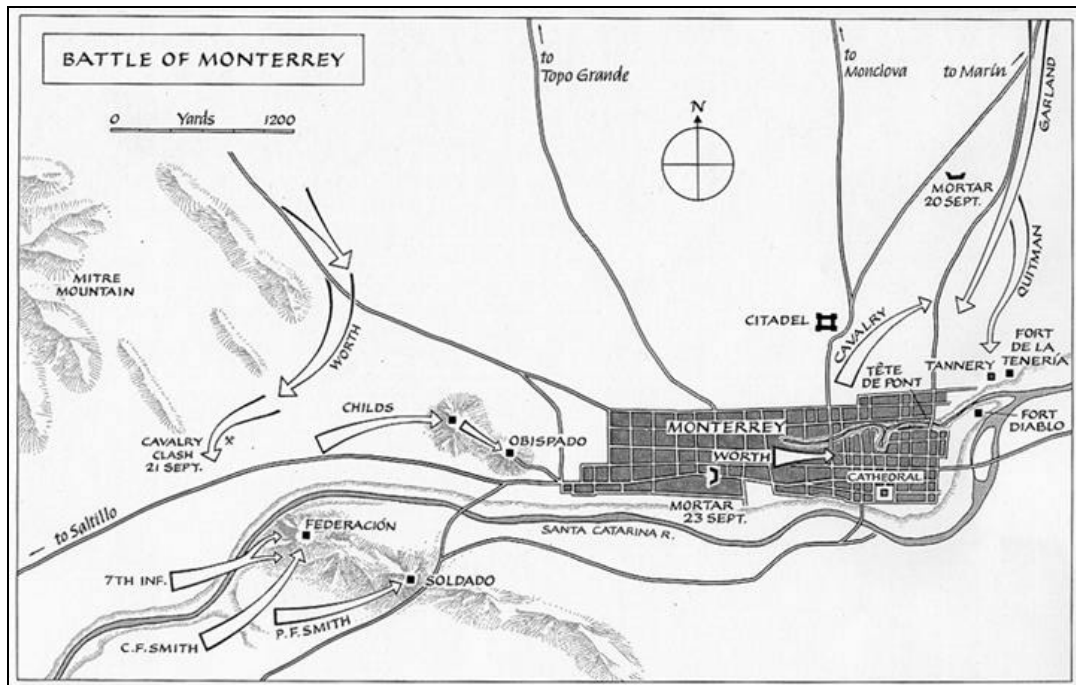 BATTLE OF MONTERREY
0 Yards 1200
to
Topo Grande
to
Monclova
to Marín
GARLAND
N
MORTAR
20 SEPT.
QUITMAN
MITRE
MOUNTAIN
WORTH
CITADEL
CAVALRY
FORT
DE LA
TENERÍA
TANNERY
TÊTE
DE PONT
CHILDS
OBISPADO
MONTERREY
FORT
DIABLO
CAVALRY
CLASH
21 SEPT.
WORTH
CATHEDRAL
MORTAR
23 SEPT.
to Saltillo
FEDERACIÓN
SANTA CATARINA R.
7TH INF.
SOLDADO
P.F. SMITH
C.F. SMITH